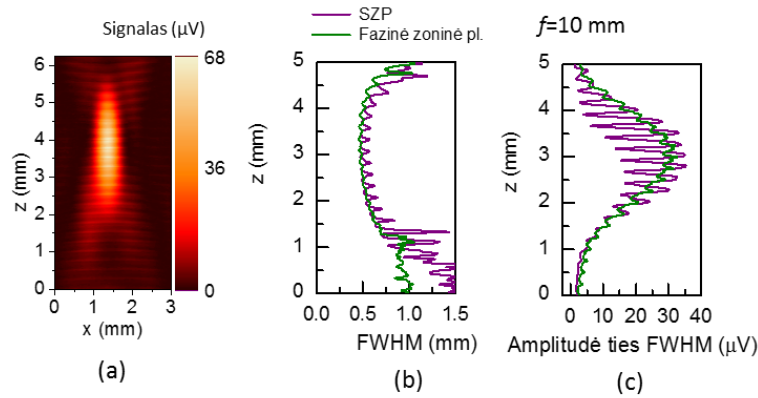 Signalas (µV)
68
36
0
6
5
4
3
2
1
0
z (mm)
0
1
2
3
x (mm)
(a)
SZP
Fazinė zoninė pl.
5
4
3
2
1
0
z (mm)
0.0
0.5
1.0
1.5
FWHM (mm)
(b)
f=10 mm
5
4
3
2
1
0
z (mm)
0
10
20
30
40
Amplitudė ties FWHM (µV)
(c)